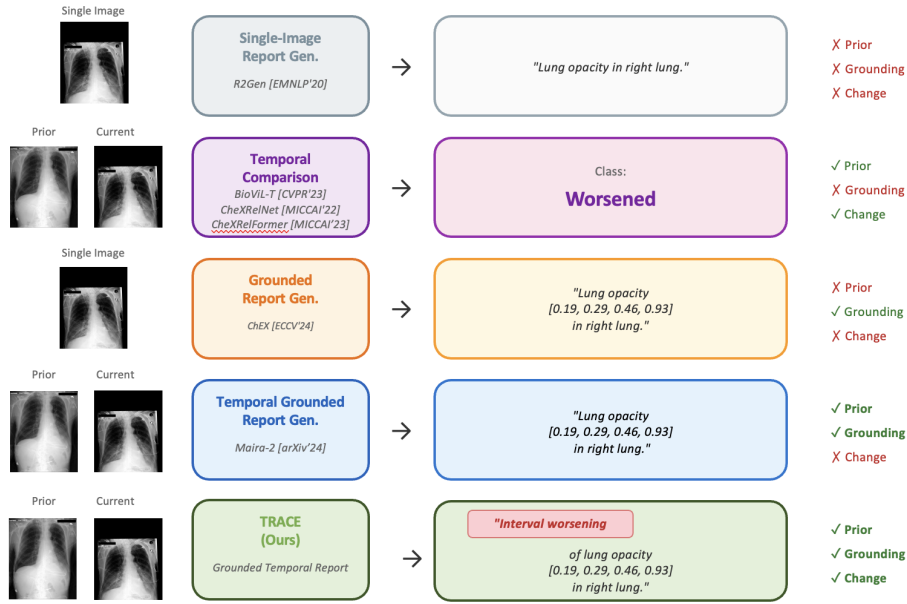 Single Image
Single-Image
Report Gen.
R2Gen [EMNLP'20]
"Lung opacity in right lung."
✗ Prior
✗ Grounding
✗ Change
Prior
Current
Temporal
Comparison
BioViL-T [CVPR'23]
CheXRelNet [MICCAI'22]
CheXRelFormer [MICCAI'23]
Class:
Worsened
✓ Prior
✗ Grounding
✓ Change
Single Image
Grounded
Report Gen.
ChEX [ECCV'24]
"Lung opacity
[0.19, 0.29, 0.46, 0.93]
in right lung."
✗ Prior
✓ Grounding
✗ Change
Prior
Current
Temporal Grounded
Report Gen.
Maira-2 [arXiv'24]
"Lung opacity
[0.19, 0.29, 0.46, 0.93]
in right lung."
✓ Prior
✓ Grounding
✗ Change
Prior
Current
TRACE
(Ours)
Grounded Temporal Report
"Interval worsening
of lung opacity
[0.19, 0.29, 0.46, 0.93]
in right lung."
✓ Prior
✓ Grounding
✓ Change